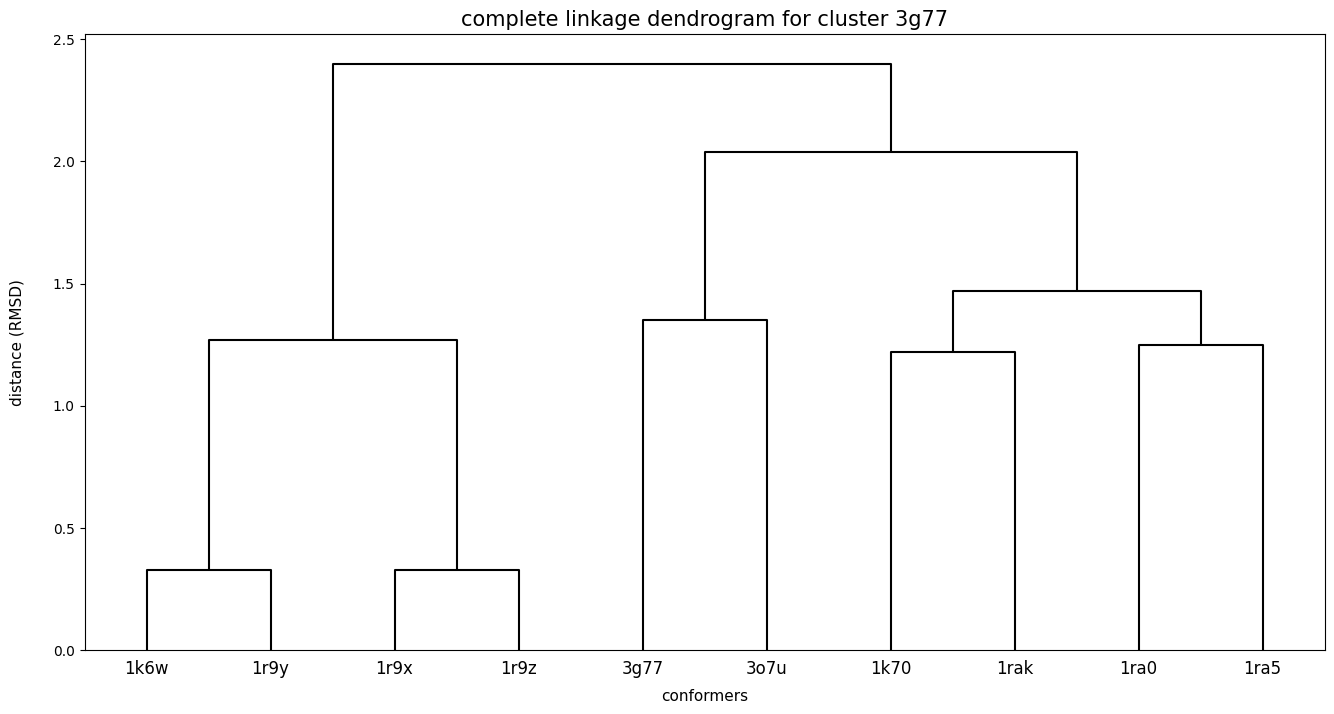 complete linkage dendrogram for cluster 3g77
2.5
2.0
1.5
1.0
0.5
0.0
distance (RMSD)
1k6w 1r9y 1r9x 1r9z 3g77 3o7u 1k70 1rak 1ra0 1ra5
conformers